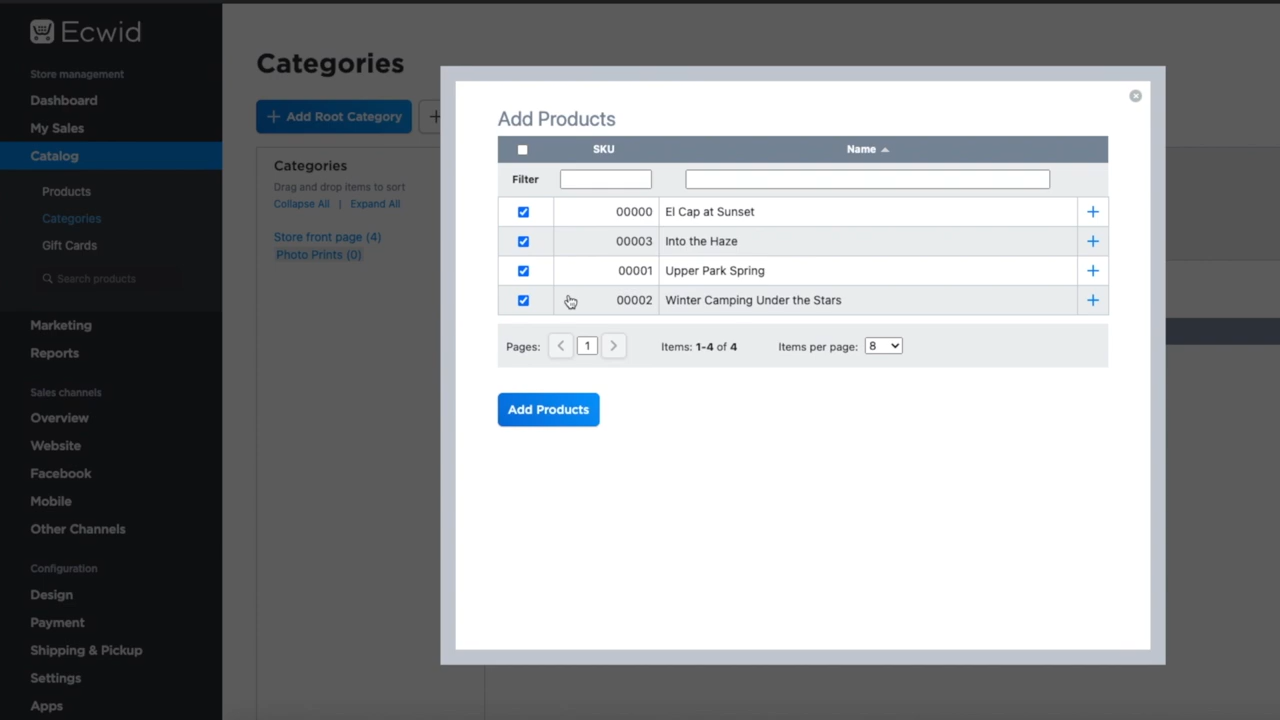 Ecwid
Store management
Dashboard
My Sales
Catalog
Products
Categories
Gift Cards
Search products
Marketing
Reports
Sales channels
Overview
Website
Facebook
Mobile
Other Channels
Configuration
Design
Payment
Shipping & Pickup
Settings
Apps
Categories
+ Add Root Category
+
Categories
Drag and drop items to sort
Collapse All | Expand All
Store front page (4)
Photo Prints (0)
Add Products
SKU Name
Filter
00000 El Cap at Sunset +
00003 Into the Haze +
00001 Upper Park Spring +
00002 Winter Camping Under the Stars +
Pages: < 1 > Items: 1-4 of 4 Items per page: 8
Add Products